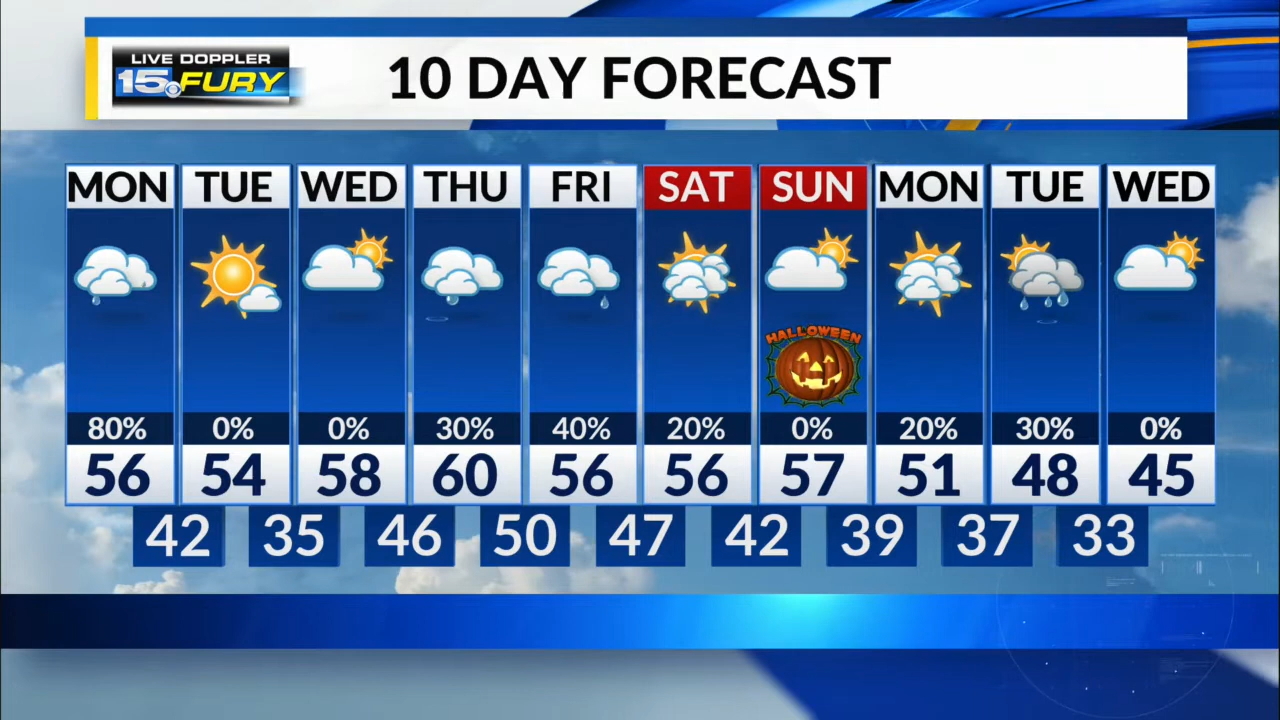 LIVE DOPPLER
15 FURY
10 DAY FORECAST
MON TUE WED THU FRI SAT SUN MON TUE WED
HALLOWEEN
80% 0% 0% 30% 40% 20% 0% 20% 30% 0%
56 54 58 60 56 56 57 51 48 45
42 35 46 50 47 42 39 37 33